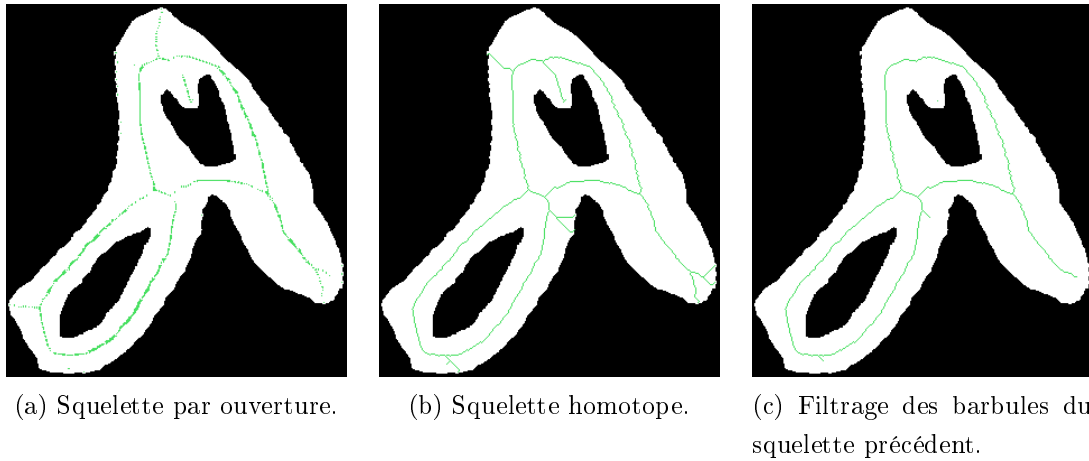 (a) Squelette par ouverture.
(b) Squelette homotope.
(c) Filtrage des barbules du
squelette précédent.